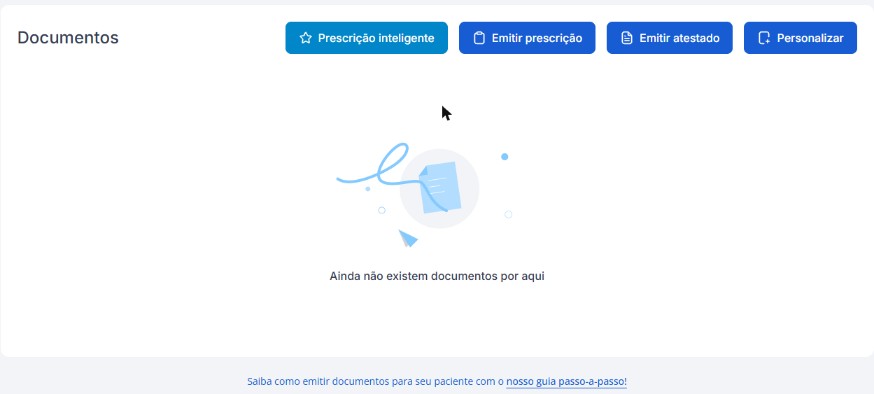 Documentos
Prescrição inteligente
Emitir prescrição
Emitir atestado
Personalizar
Ainda não existem documentos por aqui
Saiba como emitir documentos para seu paciente com o nosso guia passo-a-passo!